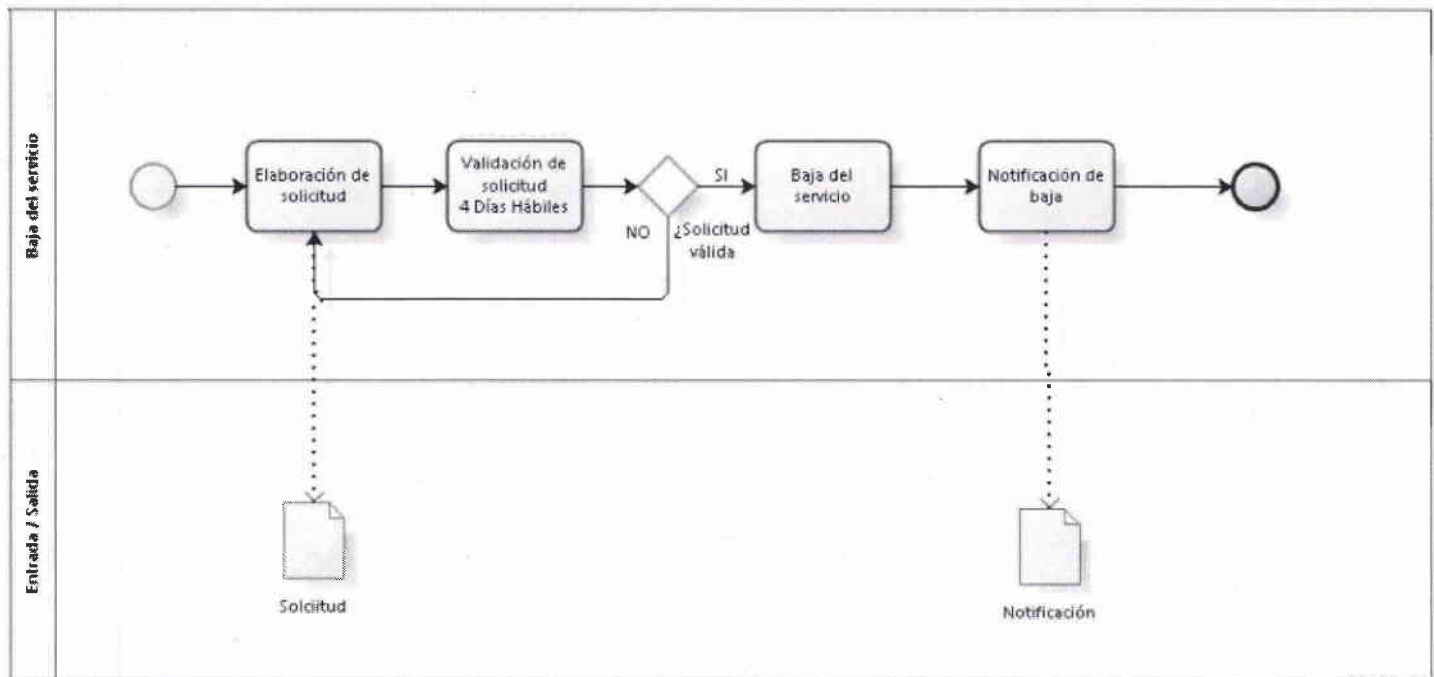 Baja del servicio
Elaboración de
solicitud
Validación de
solicitud
4 Días Hábiles
SI
NO
¿Solicitud
válida
Baja del
servicio
Notificación de
baja
Entrada / Salida
Solciitud
Notificación